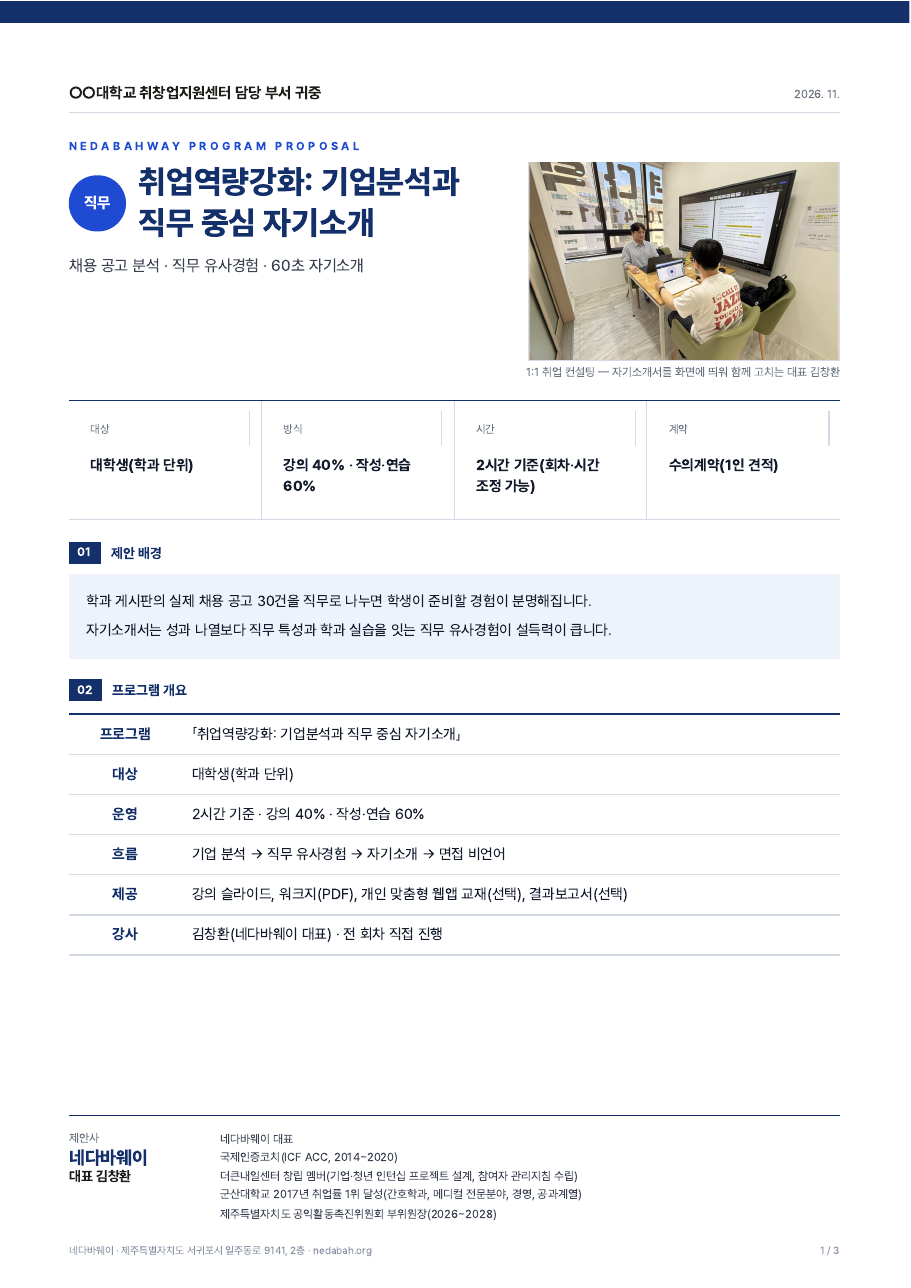 OO대학교 취창업지원센터 담당 부서 귀중
2026. 11.
NEDABAHWAY PROGRAM PROPOSAL
직무
취업역량강화: 기업분석과
직무 중심 자기소개
채용 공고 분석 · 직무 유사경험 · 60초 자기소개
I CALL IT
JAZZ
YOU CALL IT
LOVE
1:1 취업 컨설팅 — 자기소개서를 화면에 띄워 함께 고치는 대표 김창환
대상
대학생(학과 단위)
방식
강의 40% · 작성·연습
60%
시간
2시간 기준(회차·시간
조정 가능)
계약
수의계약(1인 견적)
01 제안 배경
학과 게시판의 실제 채용 공고 30건을 직무로 나누면 학생이 준비할 경험이 분명해집니다.
자기소개서는 성과 나열보다 직무 특성과 학과 실습을 잇는 직무 유사경험이 설득력이 큽니다.
02 프로그램 개요
프로그램 「취업역량강화: 기업분석과 직무 중심 자기소개」
대상 대학생(학과 단위)
운영 2시간 기준 · 강의 40% · 작성·연습 60%
흐름 기업 분석 → 직무 유사경험 → 자기소개 → 면접 비언어
제공 강의 슬라이드, 워크지(PDF), 개인 맞춤형 웹앱 교재(선택), 결과보고서(선택)
강사 김창환(네다바웨이 대표) · 전 회차 직접 진행
제안사
네다바웨이
대표 김창환
네다바웨이 대표
국제인증코치(ICF ACC, 2014~2020)
더큰내일센터 창립 멤버(기업·청년 인턴십 프로젝트 설계, 참여자 관리지침 수립)
군산대학교 2017년 취업률 1위 달성(간호학과, 메디컬 전문분야, 경영, 공과계열)
제주특별자치도 공익활동촉진위원회 부위원장(2026~2028)
네다바웨이 · 제주특별자치도 서귀포시 일주동로 9141, 2층 · nedabah.org
1 / 3